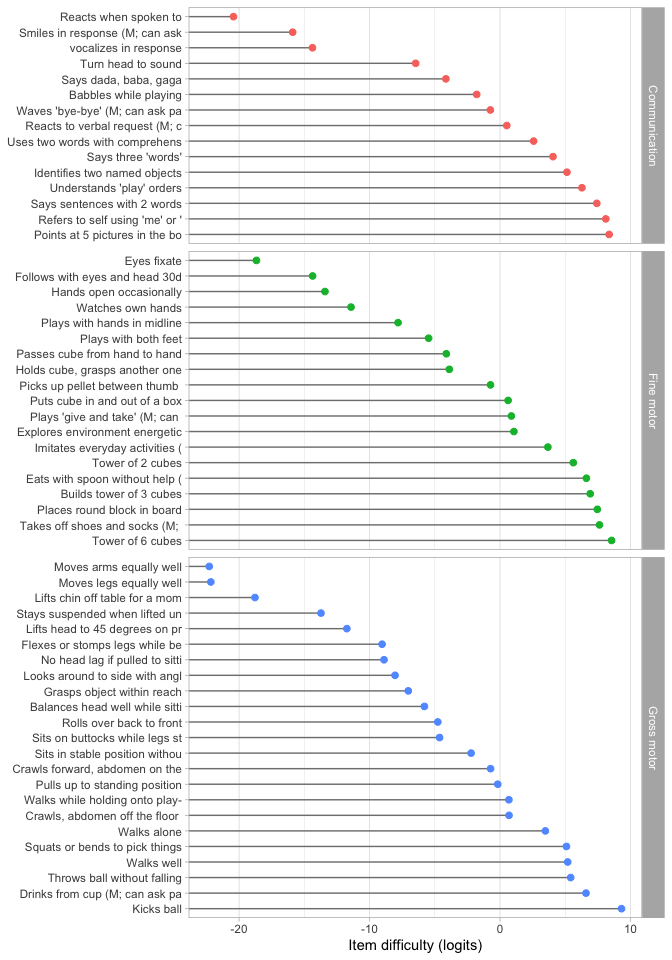 Reacts when spoken to
Smiles in response (M; can ask
vocalizes in response
Turn head to sound
Says dada, baba, gaga
Babbles while playing
Waves 'bye-bye' (M; can ask pa
Reacts to verbal request (M; c
Uses two words with comprehens
Says three 'words'
Identifies two named objects
Understands 'play' orders
Says sentences with 2 words
Refers to self using 'me' or '
Points at 5 pictures in the bo
Communication
Eyes fixate
Follows with eyes and head 30d
Hands open occasionally
Watches own hands
Plays with hands in midline
Plays with both feet
Passes cube from hand to hand
Holds cube, grasps another one
Picks up pellet between thumb
Puts cube in and out of a box
Plays 'give and take' (M; can
Explores environment energetic
Imitates everyday activities (
Tower of 2 cubes
Eats with spoon without help (
Builds tower of 3 cubes
Places round block in board
Takes off shoes and socks (M;
Tower of 6 cubes
Fine motor
Moves arms equally well
Moves legs equally well
Lifts chin off table for a mom
Stays suspended when lifted un
Lifts head to 45 degrees on pr
Flexes or stomps legs while be
No head lag if pulled to sitti
Looks around to side with angl
Grasps object within reach
Balances head well while sitti
Rolls over back to front
Sits on buttocks while legs st
Sits in stable position withou
Crawls forward, abdomen on the
Pulls up to standing position
Walks while holding onto play-
Crawls, abdomen off the floor
Walks alone
Squats or bends to pick things
Walks well
Throws ball without falling
Drinks from cup (M; can ask pa
Kicks ball
Gross motor
-20 -10 0 10
Item difficulty (logits)